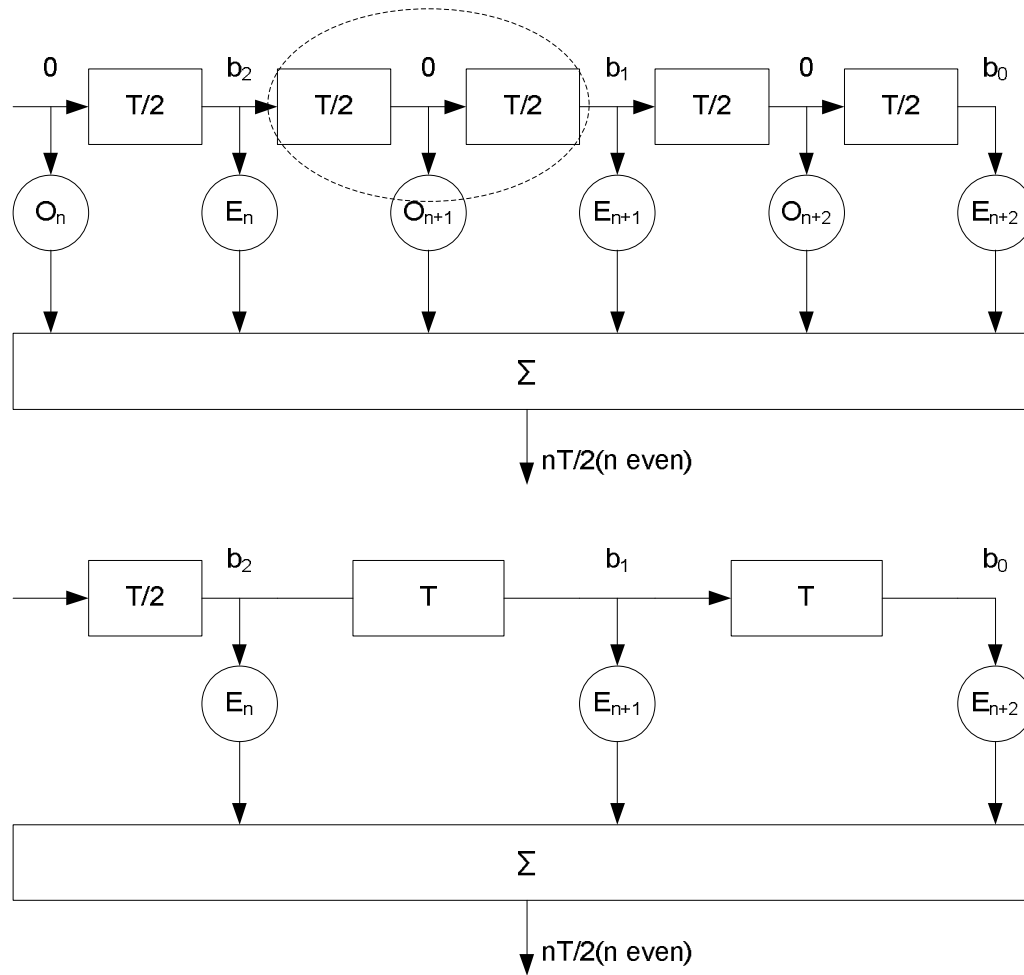 0 b₂ 0 b₁ 0 b₀
T/2 T/2 T/2 T/2 T/2
Oₙ Eₙ Oₙ₊₁ Eₙ₊₁ Oₙ₊₂ Eₙ₊₂
Σ
nT/2(n even)
b₂ b₁ b₀
T/2 T T
Eₙ Eₙ₊₁ Eₙ₊₂
Σ
nT/2(n even)